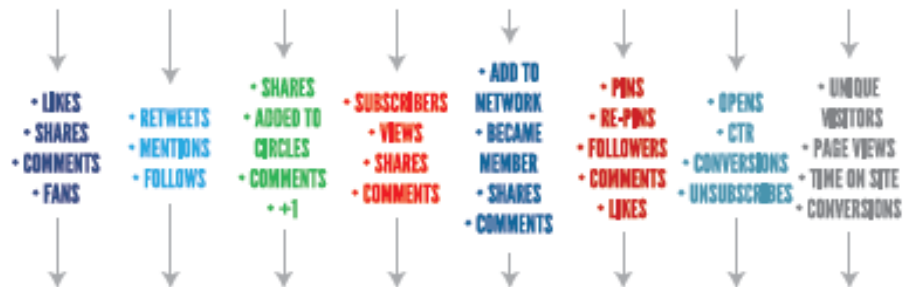 • LIKES
• SHARES
• COMMENTS
• FANS
• RETWEETS
• MENTIONS
• FOLLOWS
• SHARES
• ADDED TO
CIRCLES
• COMMENTS
• +1
• SUBSCRIBERS
• VIEWS
• SHARES
• COMMENTS
• ADD TO
NETWORK
• BECAME
MEMBER
• SHARES
• COMMENTS
• PINS
• RE-PINS
• FOLLOWERS
• COMMENTS
• LIKES
• OPENS
• CTR
• CONVERSIONS
• UNSUBSCRIBES
• UNIQUE
VISITORS
• PAGE VIEWS
• TIME ON SITE
• CONVERSIONS